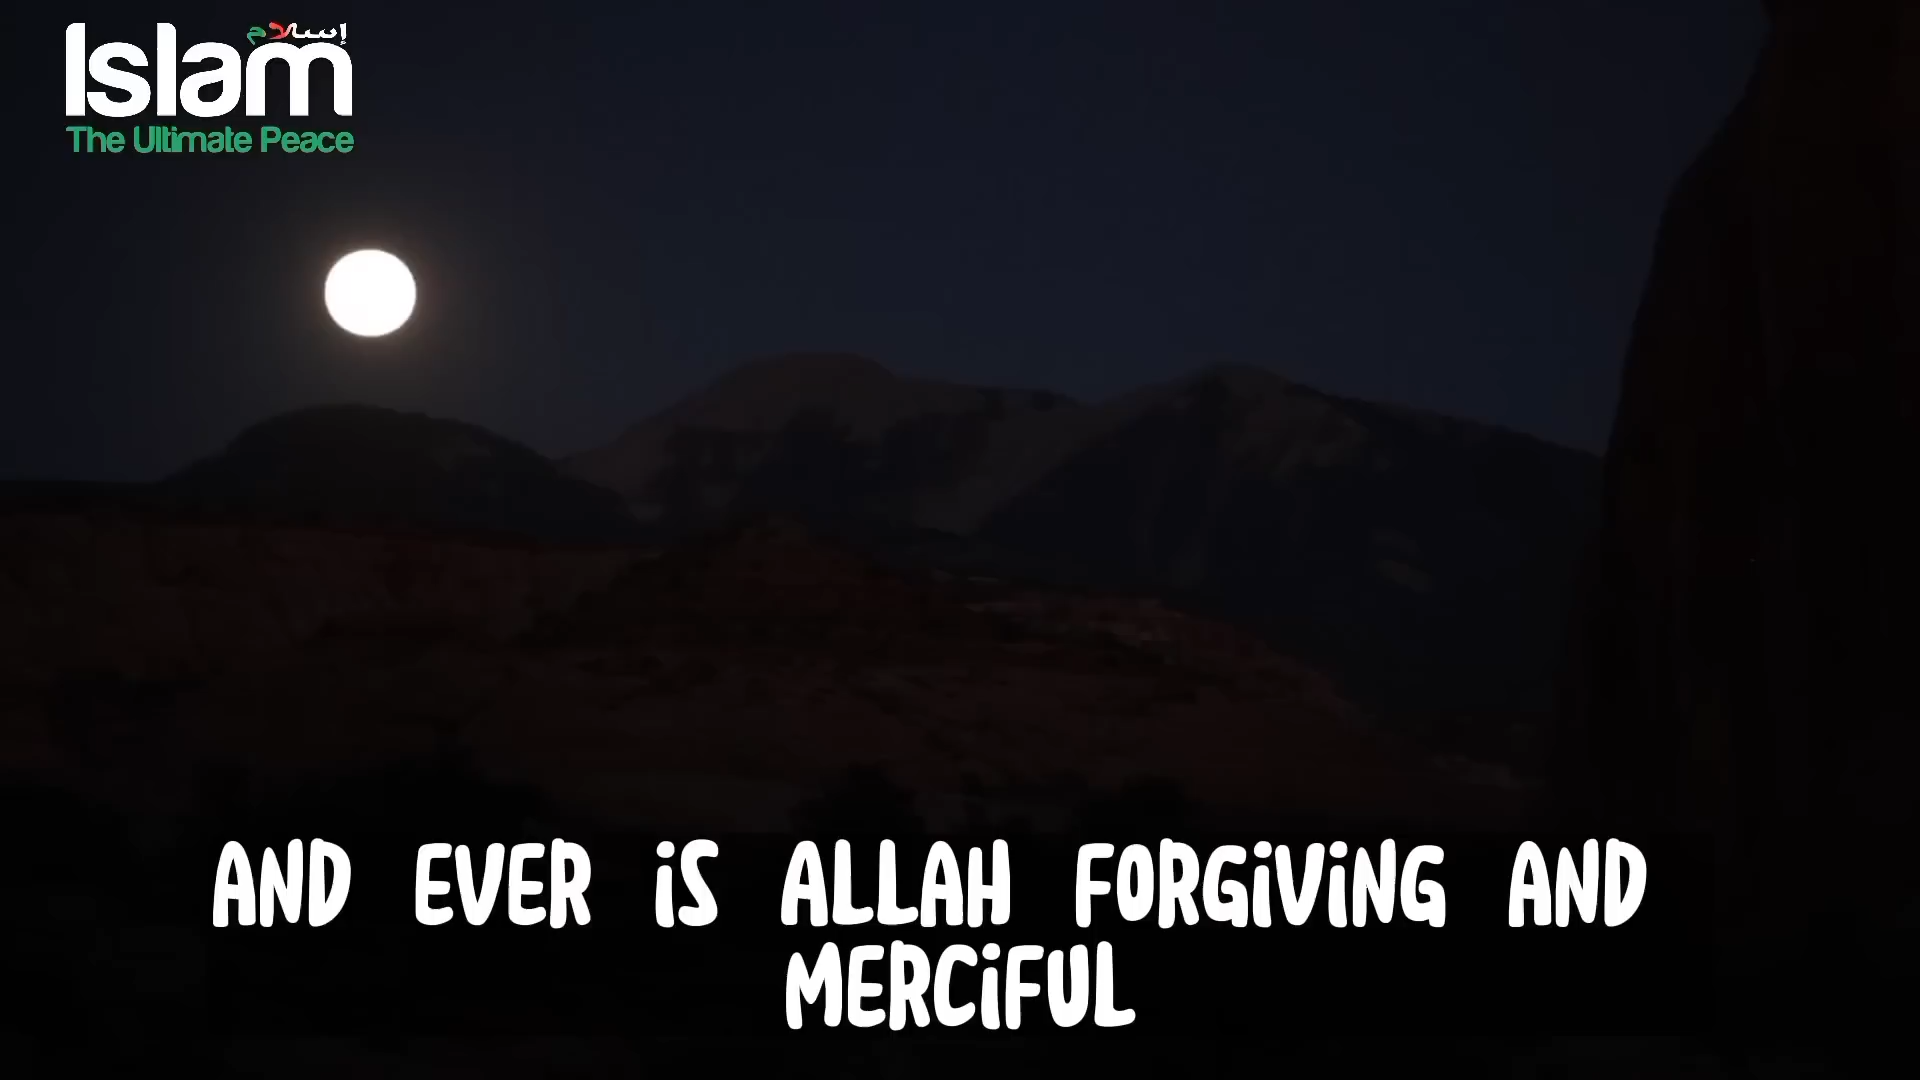 إسلام
Islam
The Ultimate Peace
AND EVER iS ALLAH FORGiViNG AND
MERCiFUL